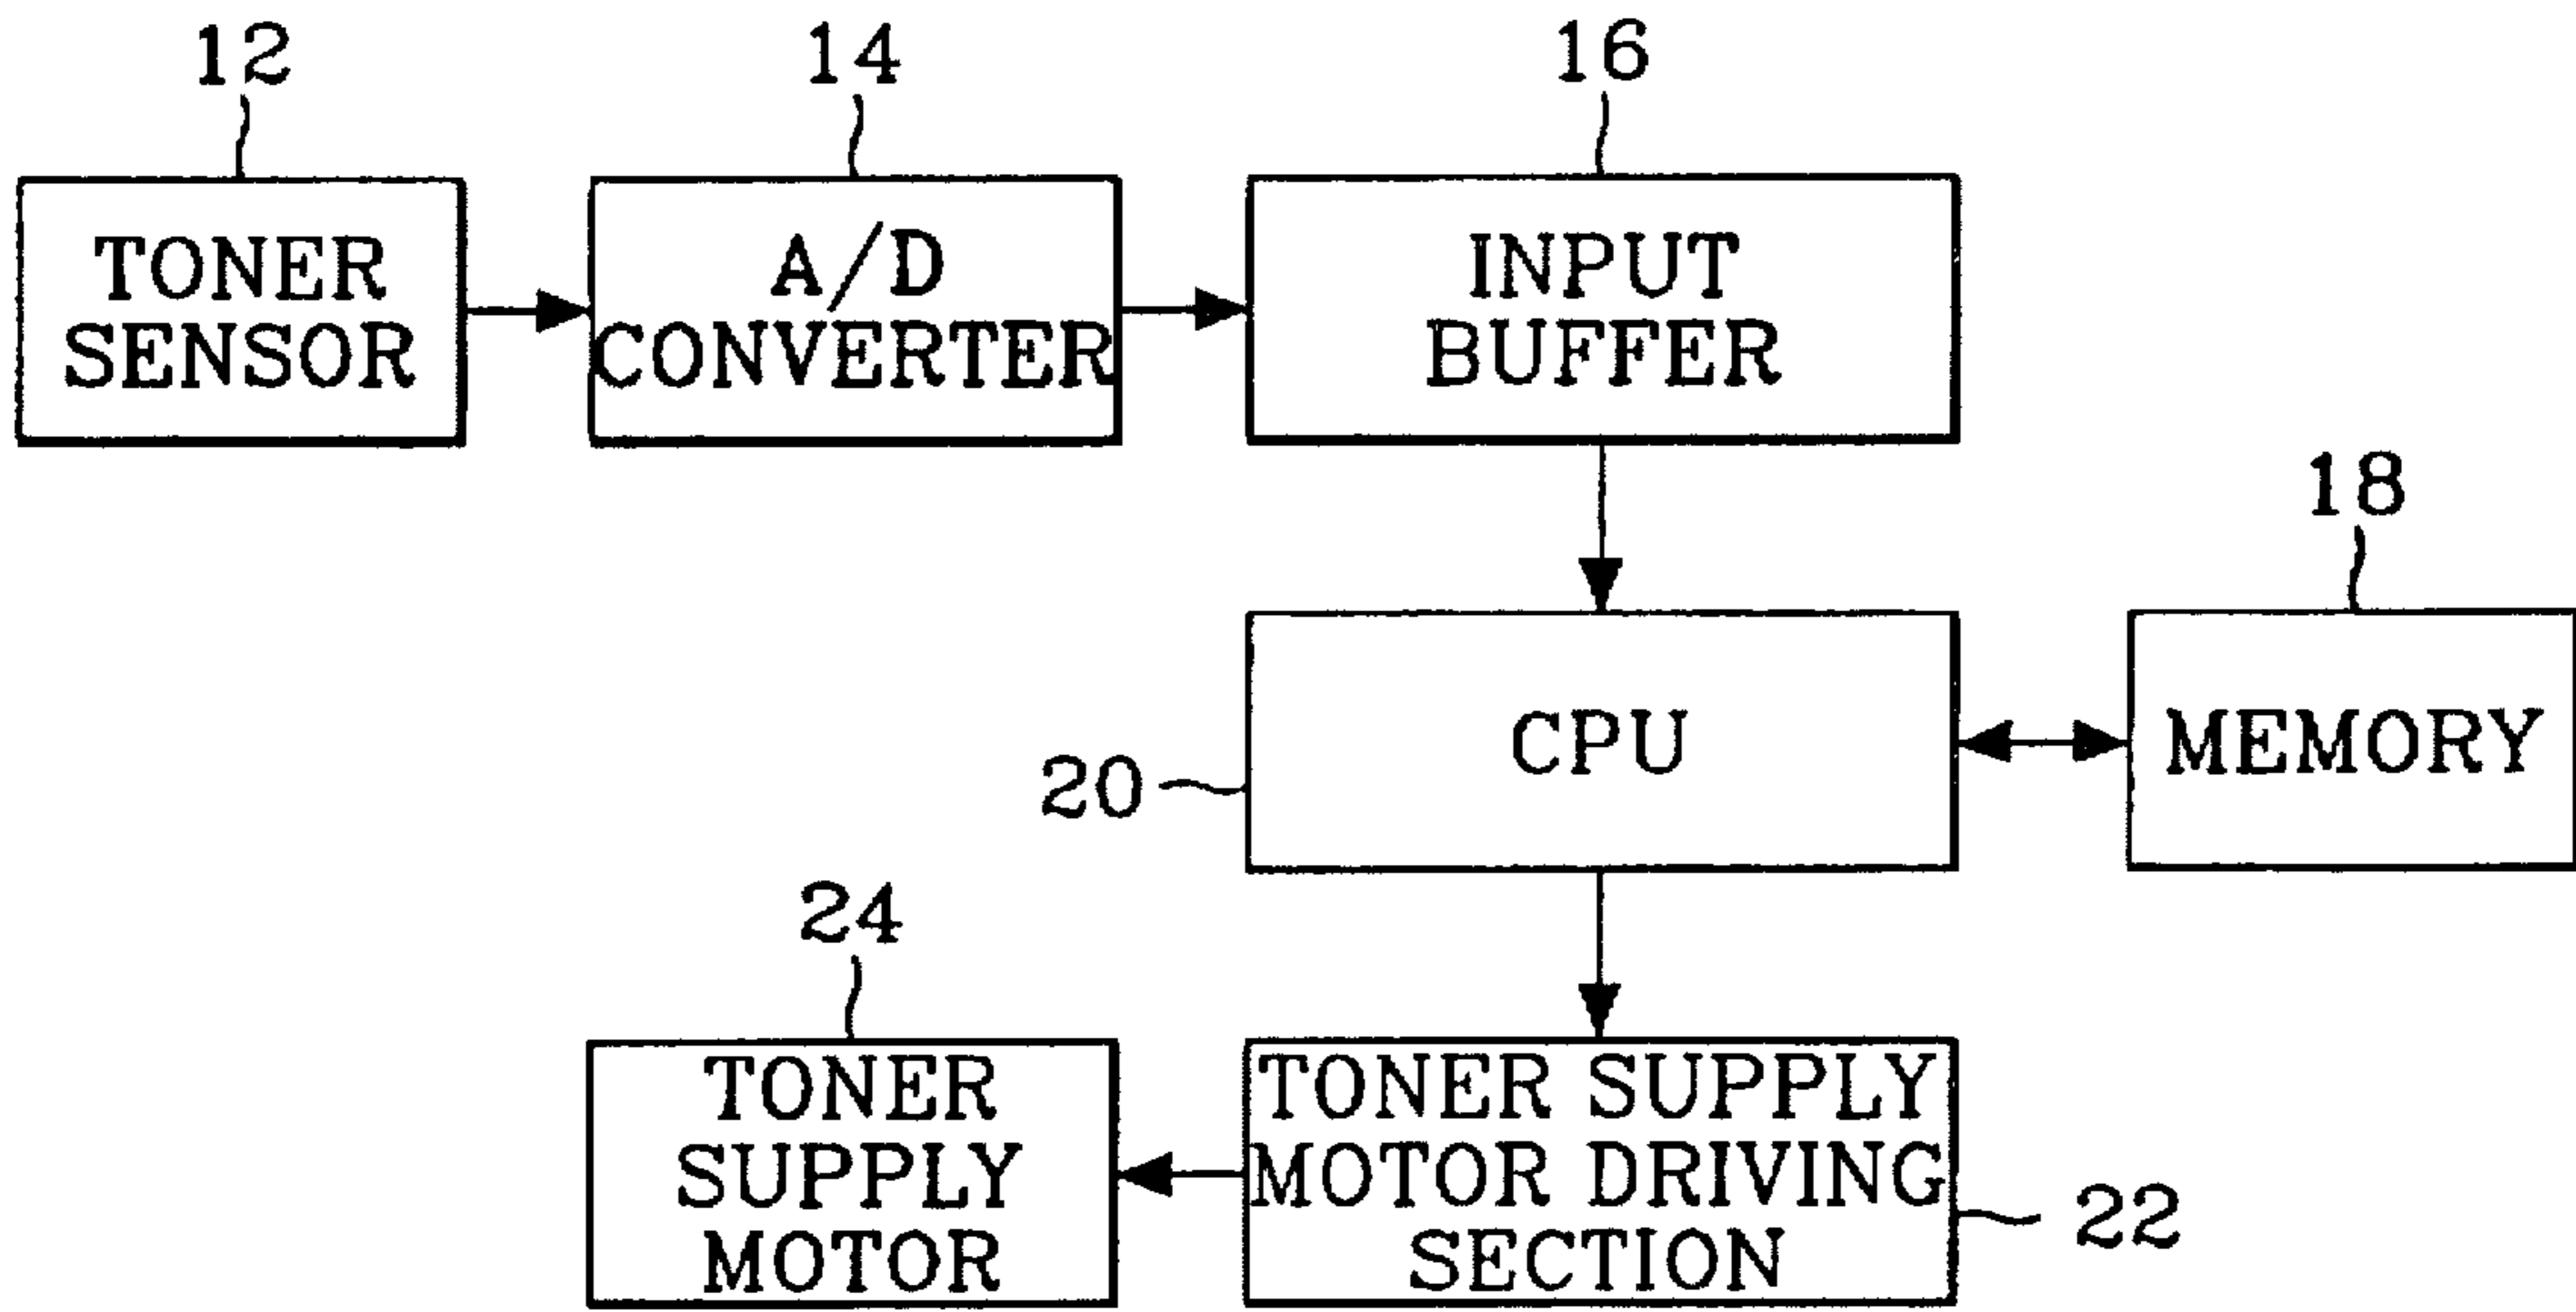 12
14
16
TONER
SENSOR
A/D
CONVERTER
INPUT
BUFFER
18
CPU
MEMORY
20
24
TONER
SUPPLY
MOTOR
TONER SUPPLY
MOTOR DRIVING
SECTION
22